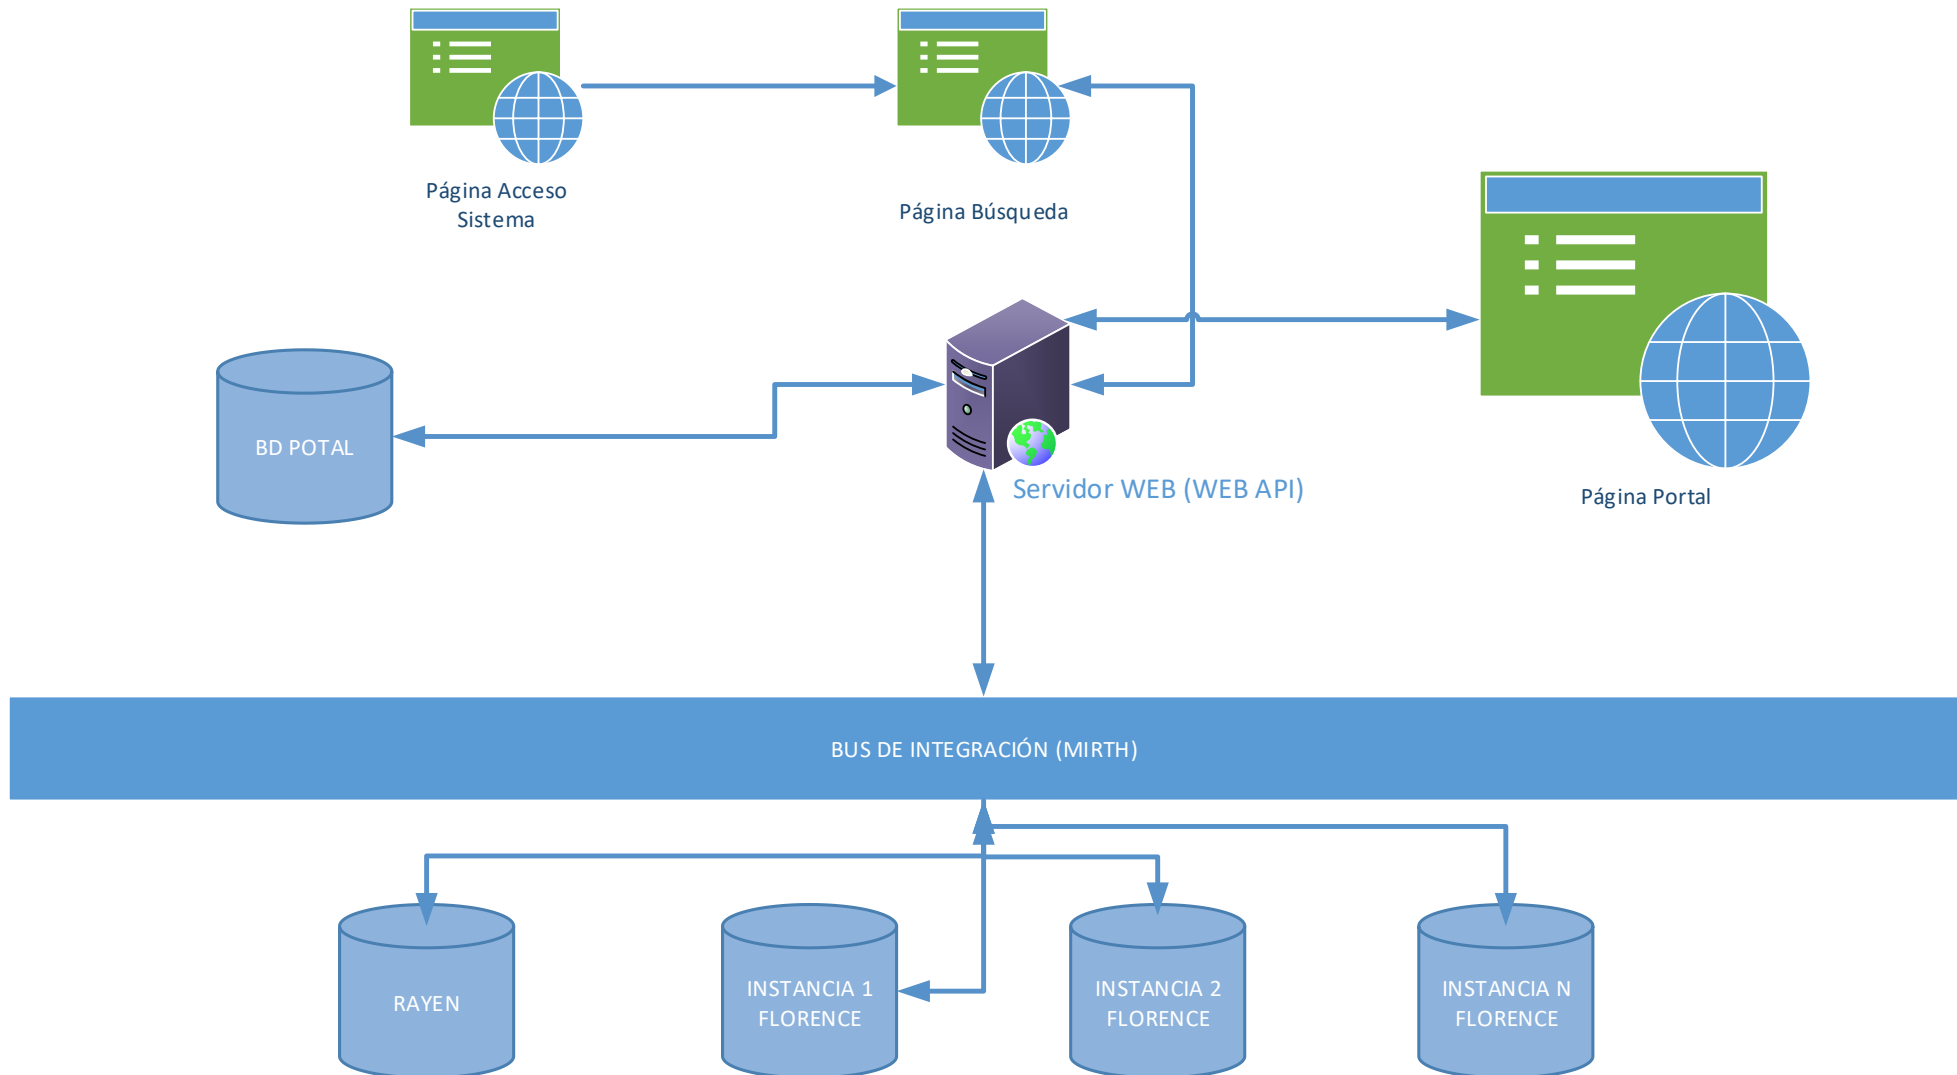 Página Acceso
Sistema
Página Búsqueda
BD POTAL
Servidor WEB (WEB API)
Página Portal
BUS DE INTEGRACIÓN (MIRTH)
RAYEN
INSTANCIA 1
FLORENCE
INSTANCIA 2
FLORENCE
INSTANCIA N
FLORENCE